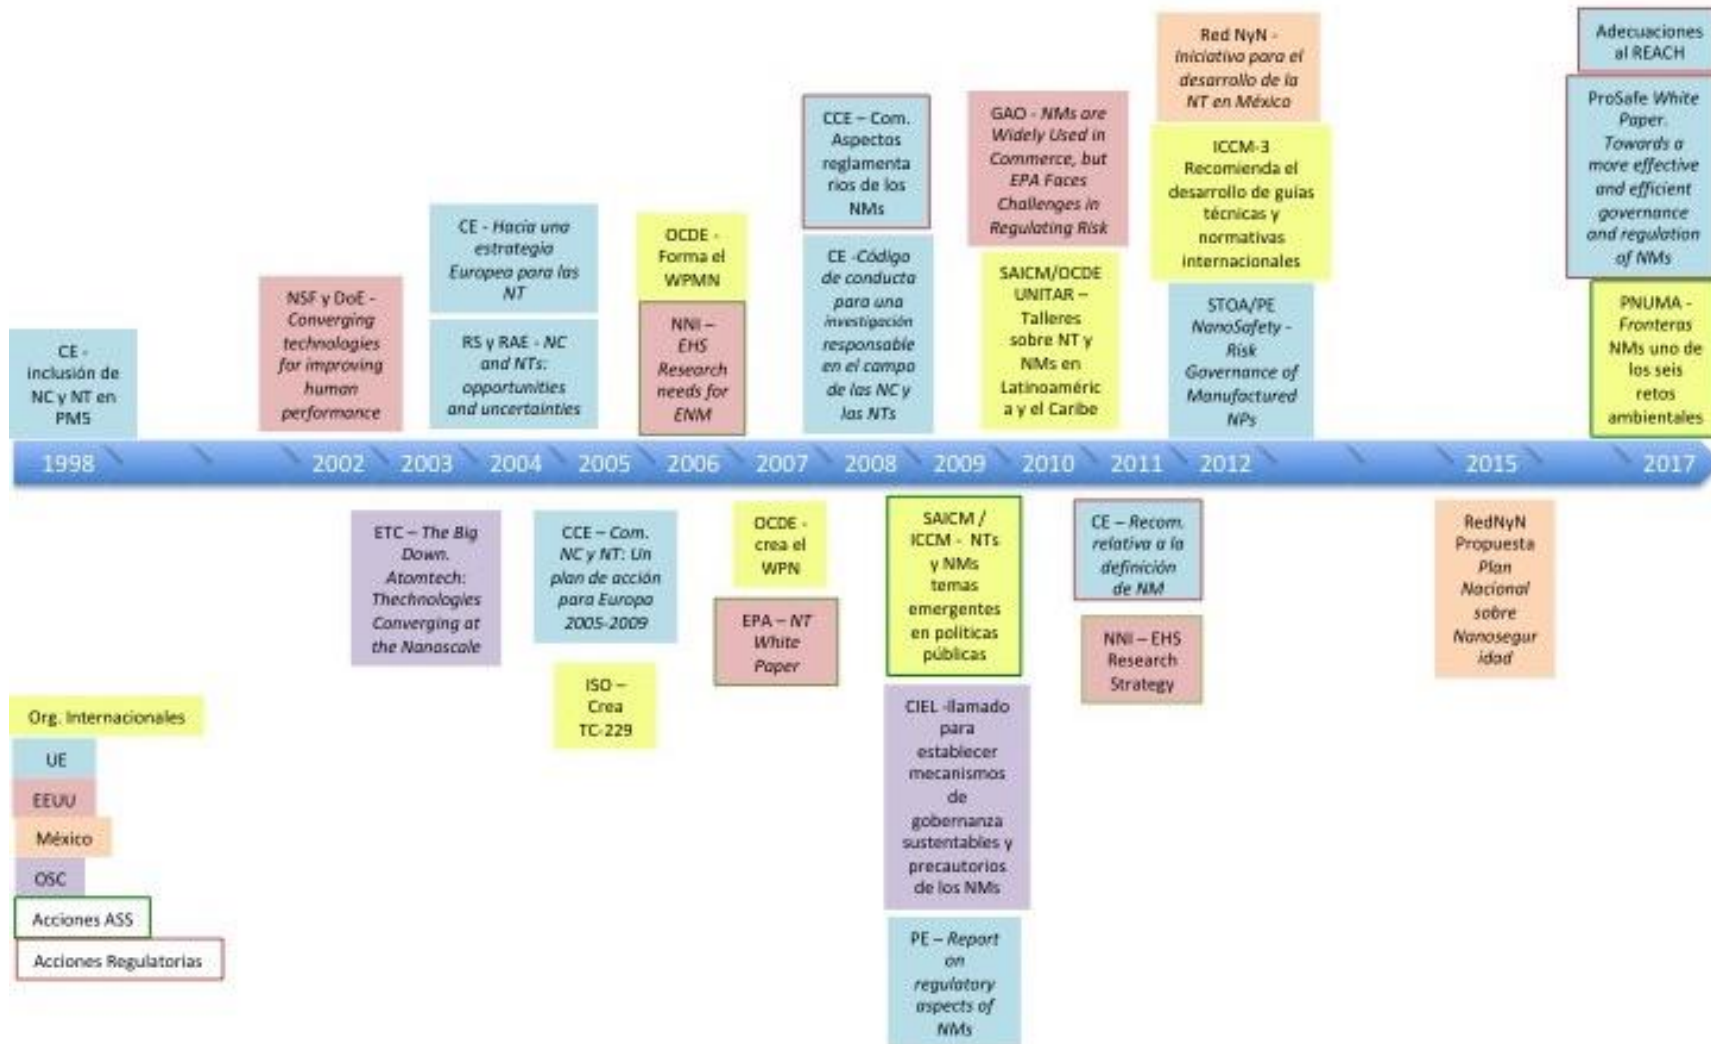 CE -
inclusión de
NC y NT en
PM5
NSF y DoE -
Converging
technologies
for improving
human
performance
CE - Hacia una
estrategia
Europea para las
NT
RS y RAE - NC
and NTs:
opportunities
and uncertainties
OCDE -
Forma el
WPMN
NNI –
EHS
Research
needs for
ENM
CCE – Com.
Aspectos
reglamenta
rios de los
NMs
CE -Código
de conducta
para una
investigación
responsable
en el campo
de las NC y
las NTs
GAO - NMs are
Widely Used in
Commerce, but
EPA Faces
Challenges in
Regulating Risk
SAICM/OCDE
UNITAR –
Talleres
sobre NT y
NMs en
Latinoaméric
a y el Caribe
Red NyN -
Iniciativa para el
desarrollo de la
NT en México
ICCM-3
Recomienda el
desarrollo de guías
técnicas y
normativas
internacionales
STOA/PE
NanoSafety -
Risk
Governance of
Manufactured
NPs
Adecuaciones
al REACH
ProSafe White
Paper.
Towards a
more effective
and efficient
governance
and regulation
of NMs
PNUMA -
Fronteras
NMs uno de
los seis
retos
ambientales
1998 2002 2003 2004 2005 2006 2007 2008 2009 2010 2011 2012 2015 2017
ETC – The Big
Down.
Atomtech:
Thechnologies
Converging at
the Nanoscale
CCE – Com.
NC y NT: Un
plan de acción
para Europa
2005-2009
ISO –
Crea
TC-229
OCDE -
crea el
WPN
EPA – NT
White
Paper
SAICM /
ICCM - NTs
y NMs
temas
emergentes
en políticas
públicas
CIEL -llamado
para
establecer
mecanismos
de
gobernanza
sustentables y
precautorios
de los NMs
PE – Report
on
regulatory
aspects of
NMs
CE – Recom.
relativa a la
definición
de NM
NNI – EHS
Research
Strategy
RedNyN
Propuesta
Plan
Nacional
sobre
Nanosegur
idad
Org. Internacionales
UE
EEUU
México
OSC
Acciones ASS
Acciones Regulatorias